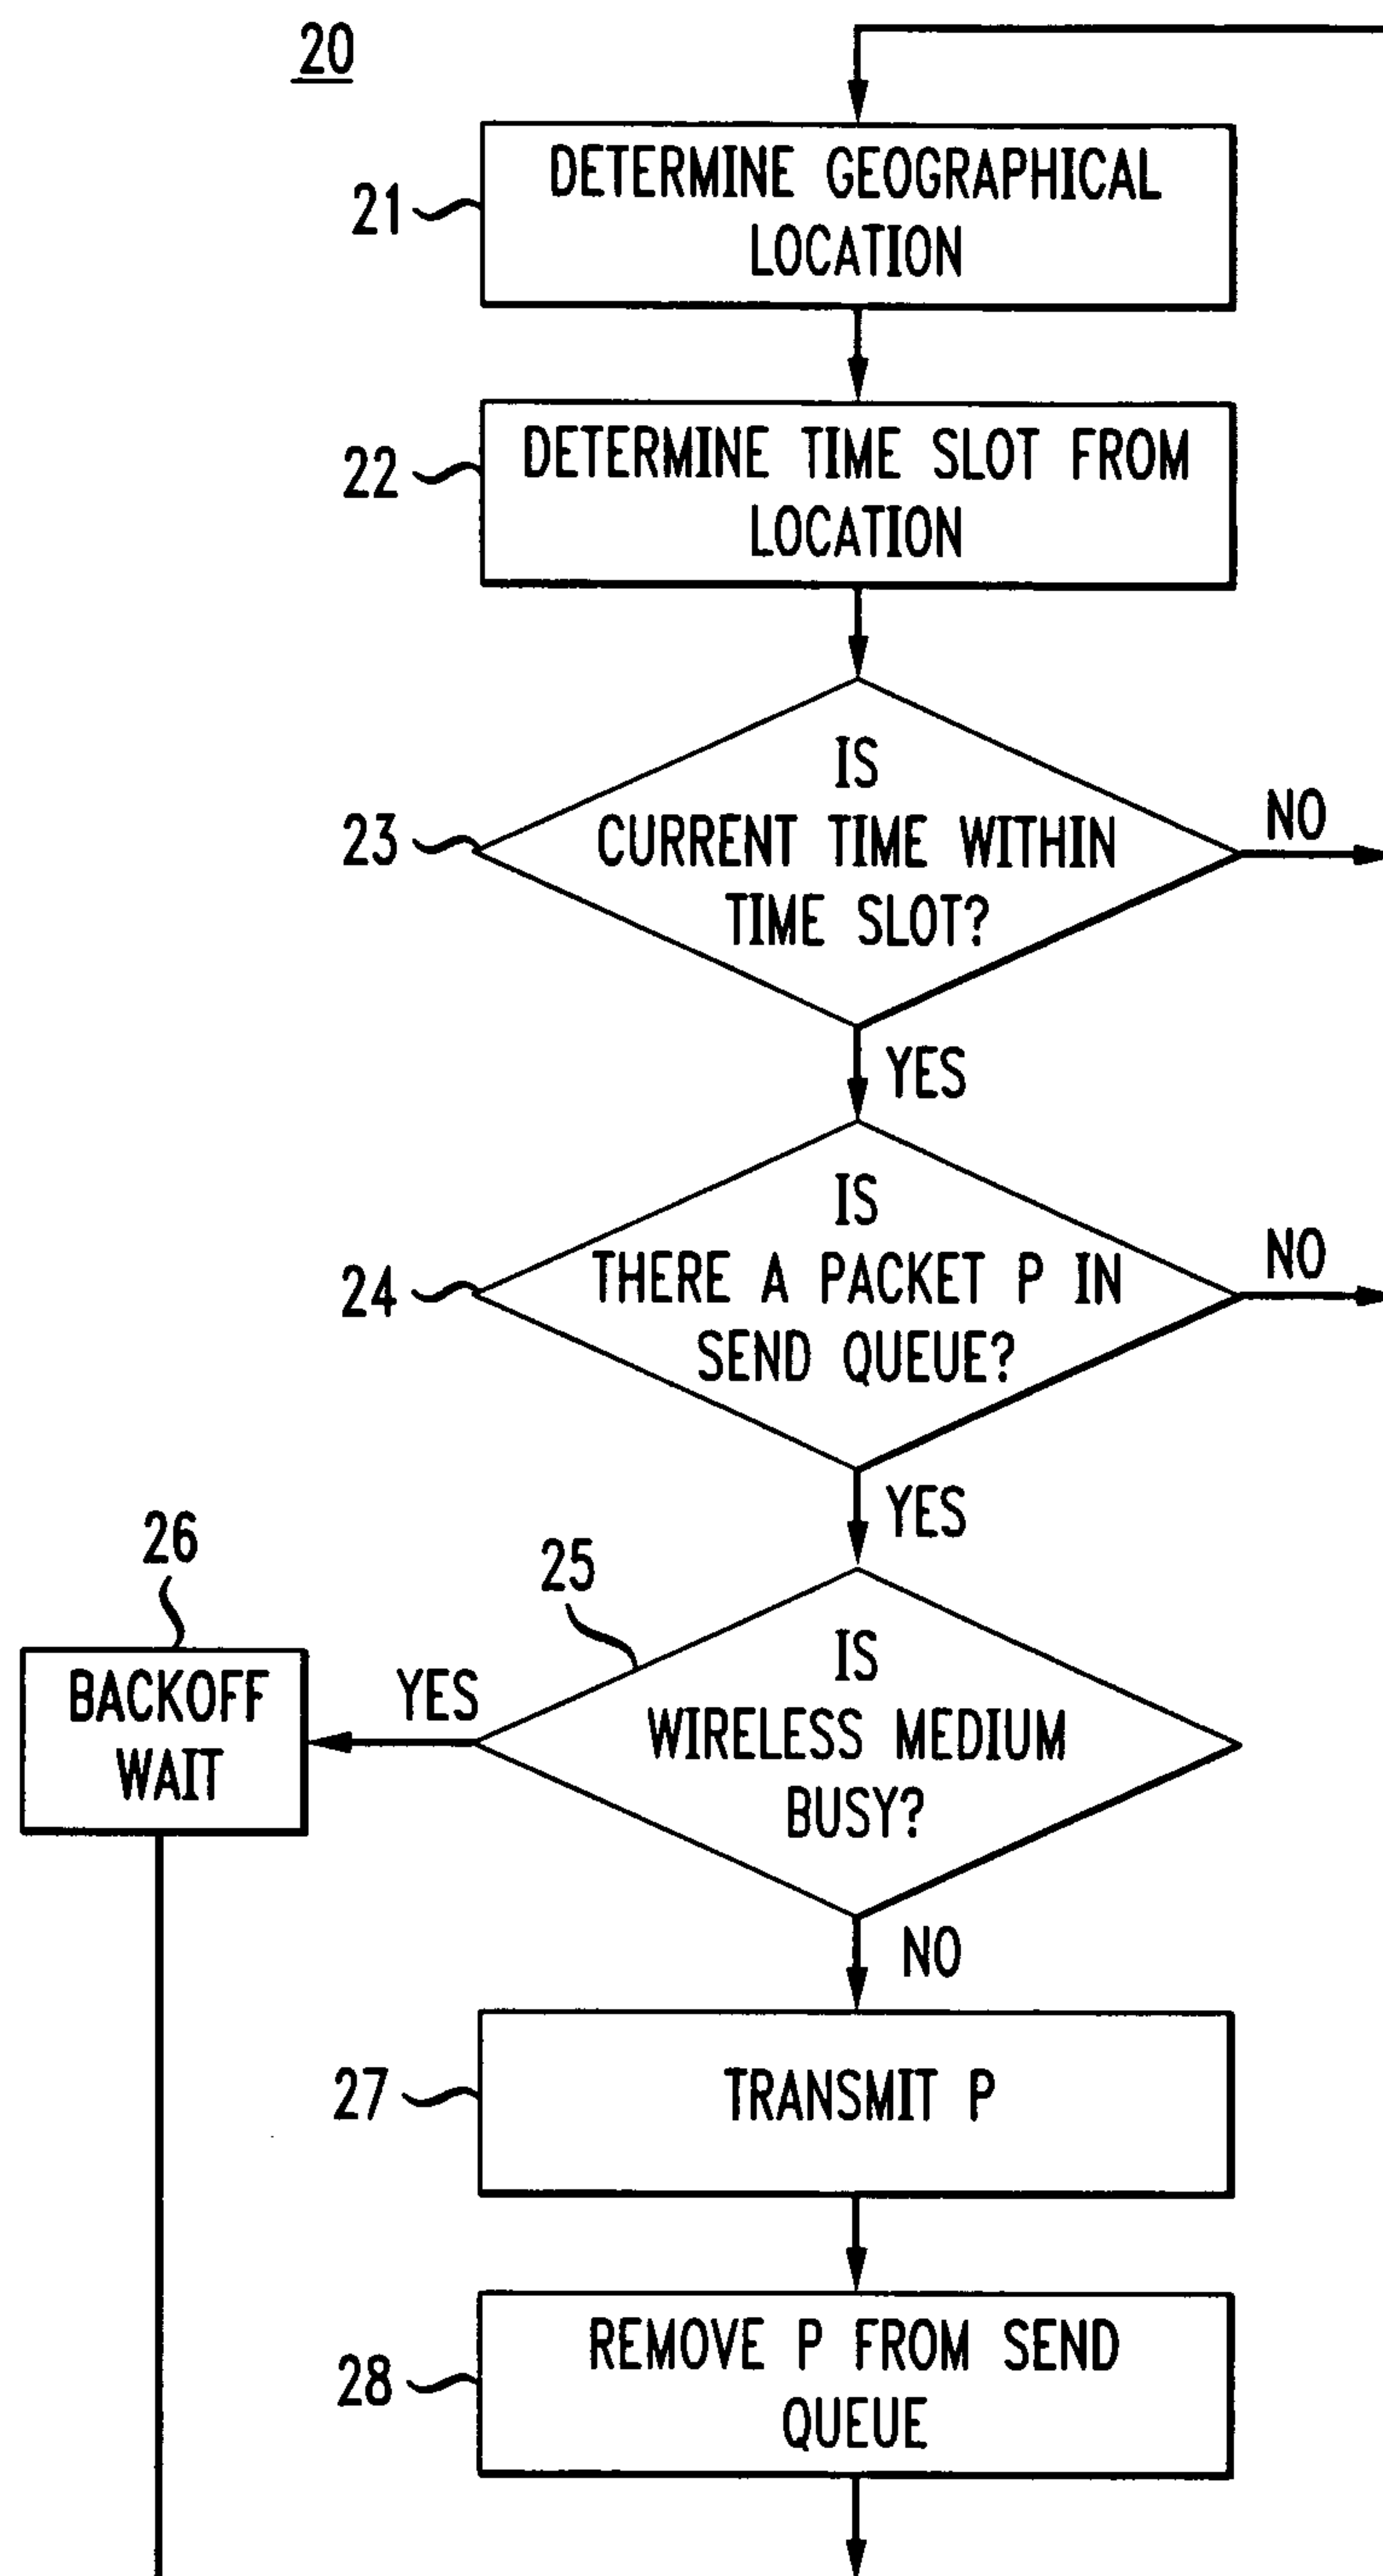 20
21
DETERMINE GEOGRAPHICAL
LOCATION
22
DETERMINE TIME SLOT FROM
LOCATION
23
IS
CURRENT TIME WITHIN
TIME SLOT?
NO
YES
24
IS
THERE A PACKET P IN
SEND QUEUE?
NO
YES
26
25
BACKOFF
WAIT
YES
IS
WIRELESS MEDIUM
BUSY?
NO
27
TRANSMIT P
28
REMOVE P FROM SEND
QUEUE